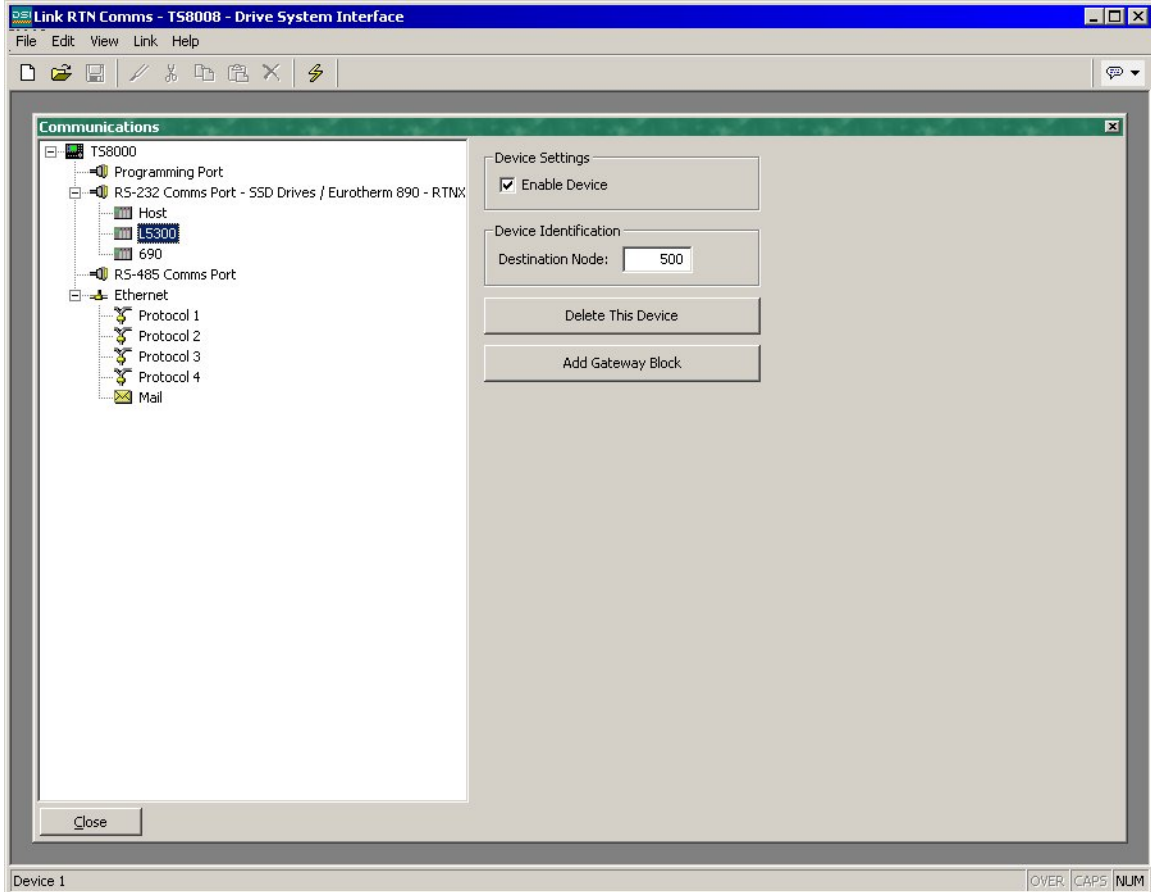 DSI Link RTN Comms - TS8008 - Drive System Interface
File Edit View Link Help
Communications
TS8000
Programming Port
RS-232 Comms Port - SSD Drives / Eurotherm 890 - RTNX
Host
L5300
690
RS-485 Comms Port
Ethernet
Protocol 1
Protocol 2
Protocol 3
Protocol 4
Mail
Device Settings
Enable Device
Device Identification
Destination Node: 500
Delete This Device
Add Gateway Block
Close
Device 1 OVER CAPS NUM